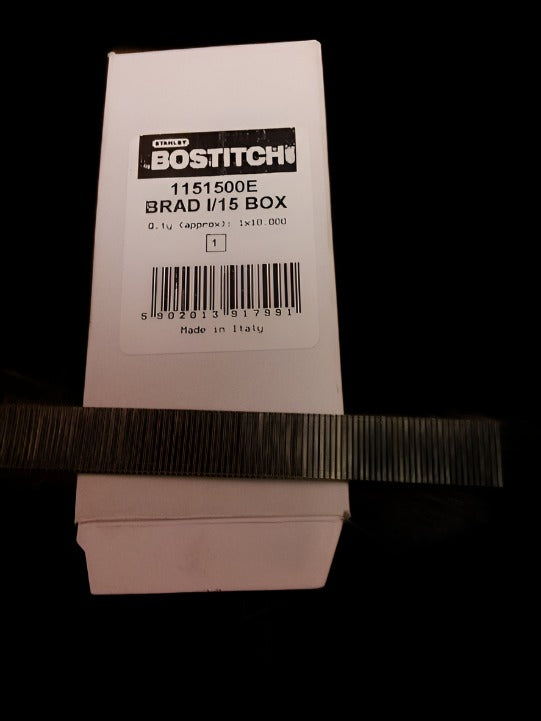 STANLEY
BOSTITCH
1151500E
BRAD I/15 BOX
Q.ty (approx): 1x10.000
1
5 902013 917991
Made in Italy